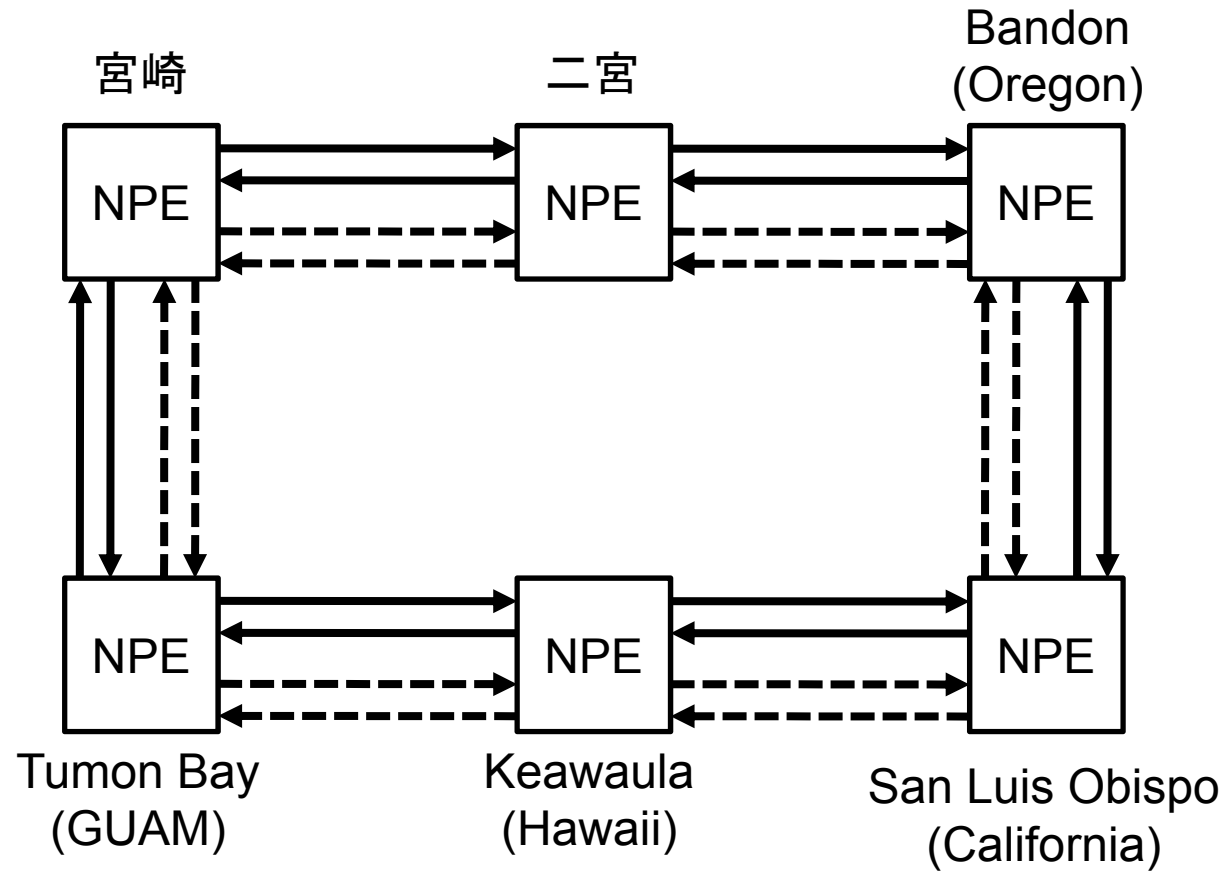 宮崎
二宮
Bandon
(Oregon)
NPE
NPE
NPE
NPE
NPE
NPE
Tumon Bay
(GUAM)
Keawaula
(Hawaii)
San Luis Obispo
(California)